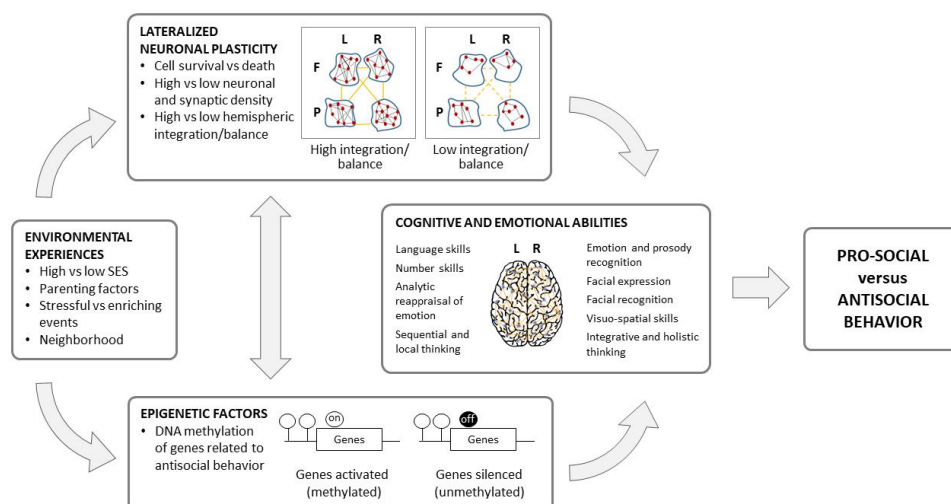 LATERALIZED
NEURONAL PLASTICITY
• Cell survival vs death
• High vs low neuronal
and synaptic density
• High vs low hemispheric
integration/balance
L R
F
P
High integration/
balance
L R
F
P
Low integration/
balance
ENVIRONMENTAL
EXPERIENCES
• High vs low SES
• Parenting factors
• Stressful vs enriching
events
• Neighborhood
COGNITIVE AND EMOTIONAL ABILITIES
Language skills
Number skills
Analytic
reappraisal of
emotion
Sequential and
local thinking
L R
Emotion and prosody
recognition
Facial expression
Facial recognition
Visuo-spatial skills
Integrative and holistic
thinking
PRO-SOCIAL
versus
ANTISOCIAL
BEHAVIOR
EPIGENETIC FACTORS
• DNA methylation
of genes related to
antisocial behavior
on
Genes
Genes activated
(methylated)
off
Genes
Genes silenced
(unmethylated)